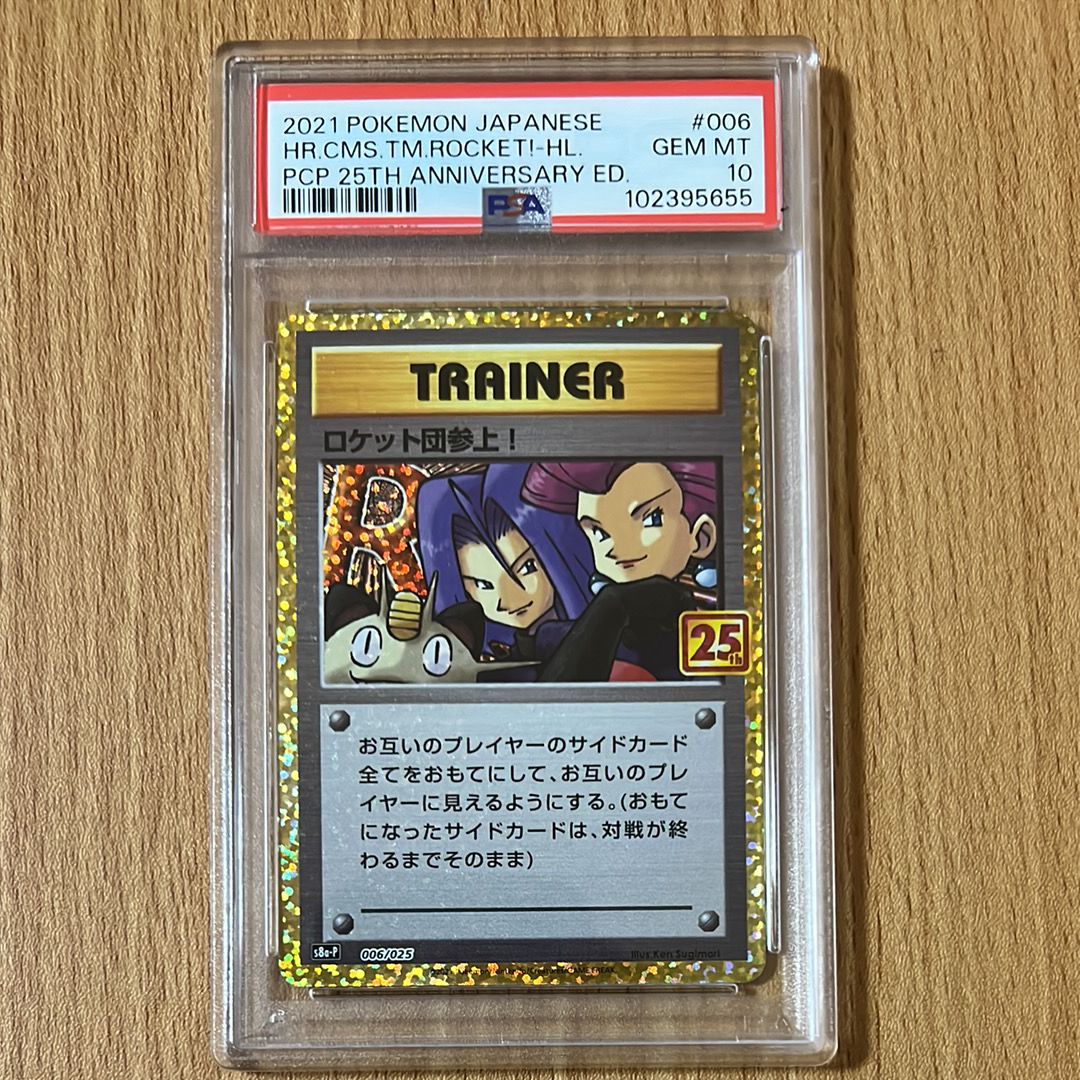 2021 POKEMON JAPANESE #006
HR.CMS.TM.ROCKET!-HL. GEM MT
PCP 25TH ANNIVERSARY ED. 10
PSA 102395655
TRAINER
ロケット団参上！
R
25th
お互いのプレイヤーのサイドカード
全てをおもてにして、お互いのプレ
イヤーに見えるようにする。(おもて
になったサイドカードは、対戦が終
わるまでそのまま)
s8a-P 006/025 Illus.Ken Sugimori